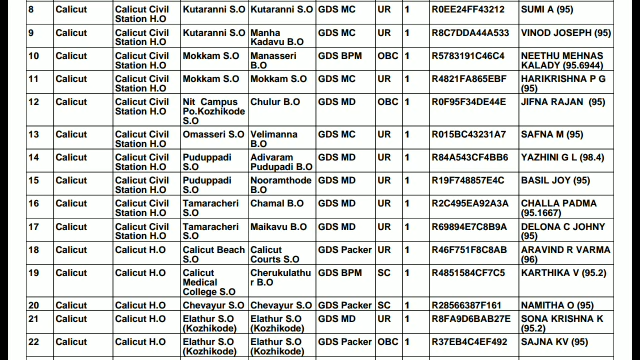 8 Calicut Calicut Civil Station H.O Kutaranni S.O Kutaranni S.O GDS MC UR 1 R0EE24FF43212 SUMI A (95)
9 Calicut Calicut Civil Station H.O Kutaranni S.O Manha Kadavu B.O GDS MC UR 1 R8C7DDA44A533 VINOD JOSEPH (95)
10 Calicut Calicut Civil Station H.O Mokkam S.O Manasseri B.O GDS BPM OBC 1 R5783191C46C4 NEETHU MEHNAS KALADY (95.6944)
11 Calicut Calicut Civil Station H.O Mokkam S.O Mokkam S.O GDS MC UR 1 R4821FA865EBF HARIKRISHNA P G (95)
12 Calicut Calicut Civil Station H.O Nit Campus Po.Kozhikode S.O Chulur B.O GDS MD OBC 1 R0F95F34DE44E JIFNA RAJAN (95)
13 Calicut Calicut Civil Station H.O Omasseri S.O Velimanna B.O GDS MC UR 1 R015BC43231A7 SAFNA M (95)
14 Calicut Calicut Civil Station H.O Puduppadi S.O Adivaram Pudupadi B.O GDS MD UR 1 R84A543CF4BB6 YAZHINI G L (98.4)
15 Calicut Calicut Civil Station H.O Puduppadi S.O Nooramthode B.O GDS MD UR 1 R19F748857E4C BASIL JOY (95)
16 Calicut Calicut Civil Station H.O Tamaracheri S.O Chamal B.O GDS MD UR 1 R2C495EA92A3A CHALLA PADMA (95.1667)
17 Calicut Calicut Civil Station H.O Tamaracheri S.O Maikavu B.O GDS MD UR 1 R69894E7C8B9A DELONA C JOHNY (95)
18 Calicut Calicut H.O Calicut Beach S.O Calicut Courts S.O GDS Packer UR 1 R46F751F8C8AB ARAVIND R VARMA (96)
19 Calicut Calicut H.O Calicut Medical College S.O Cherukulathu r B.O GDS BPM SC 1 R4851584CF7C5 KARTHIKA V (95.2)
20 Calicut Calicut H.O Chevayur S.O Chevayur S.O GDS Packer SC 1 R28566387F161 NAMITHA O (95)
21 Calicut Calicut H.O Elathur S.O (Kozhikode) Elathur S.O (Kozhikode) GDS MD UR 1 R8FA9D6BAB27E SONA KRISHNA K (95.2)
22 Calicut Calicut H.O Elathur S.O (Kozhikode) Elathur S.O (Kozhikode) GDS Packer OBC 1 R37EB4C4EF492 SAJNA KV (95)